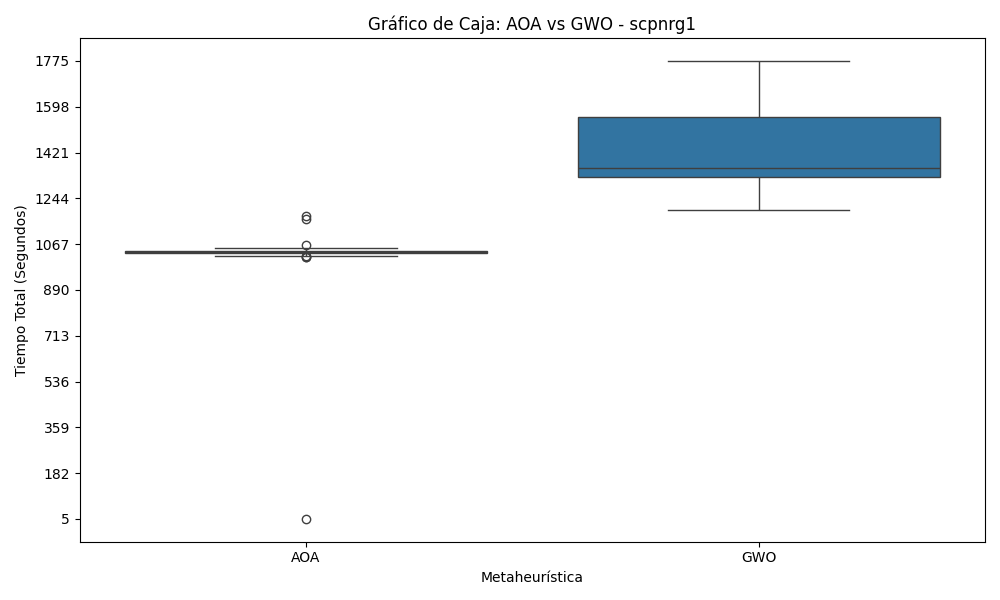 Gráfico de Caja: AOA vs GWO - scpnrg1
Tiempo Total (Segundos)
1775
1598
1421
1244
1067
890
713
536
359
182
5
AOA
GWO
Metaheurística